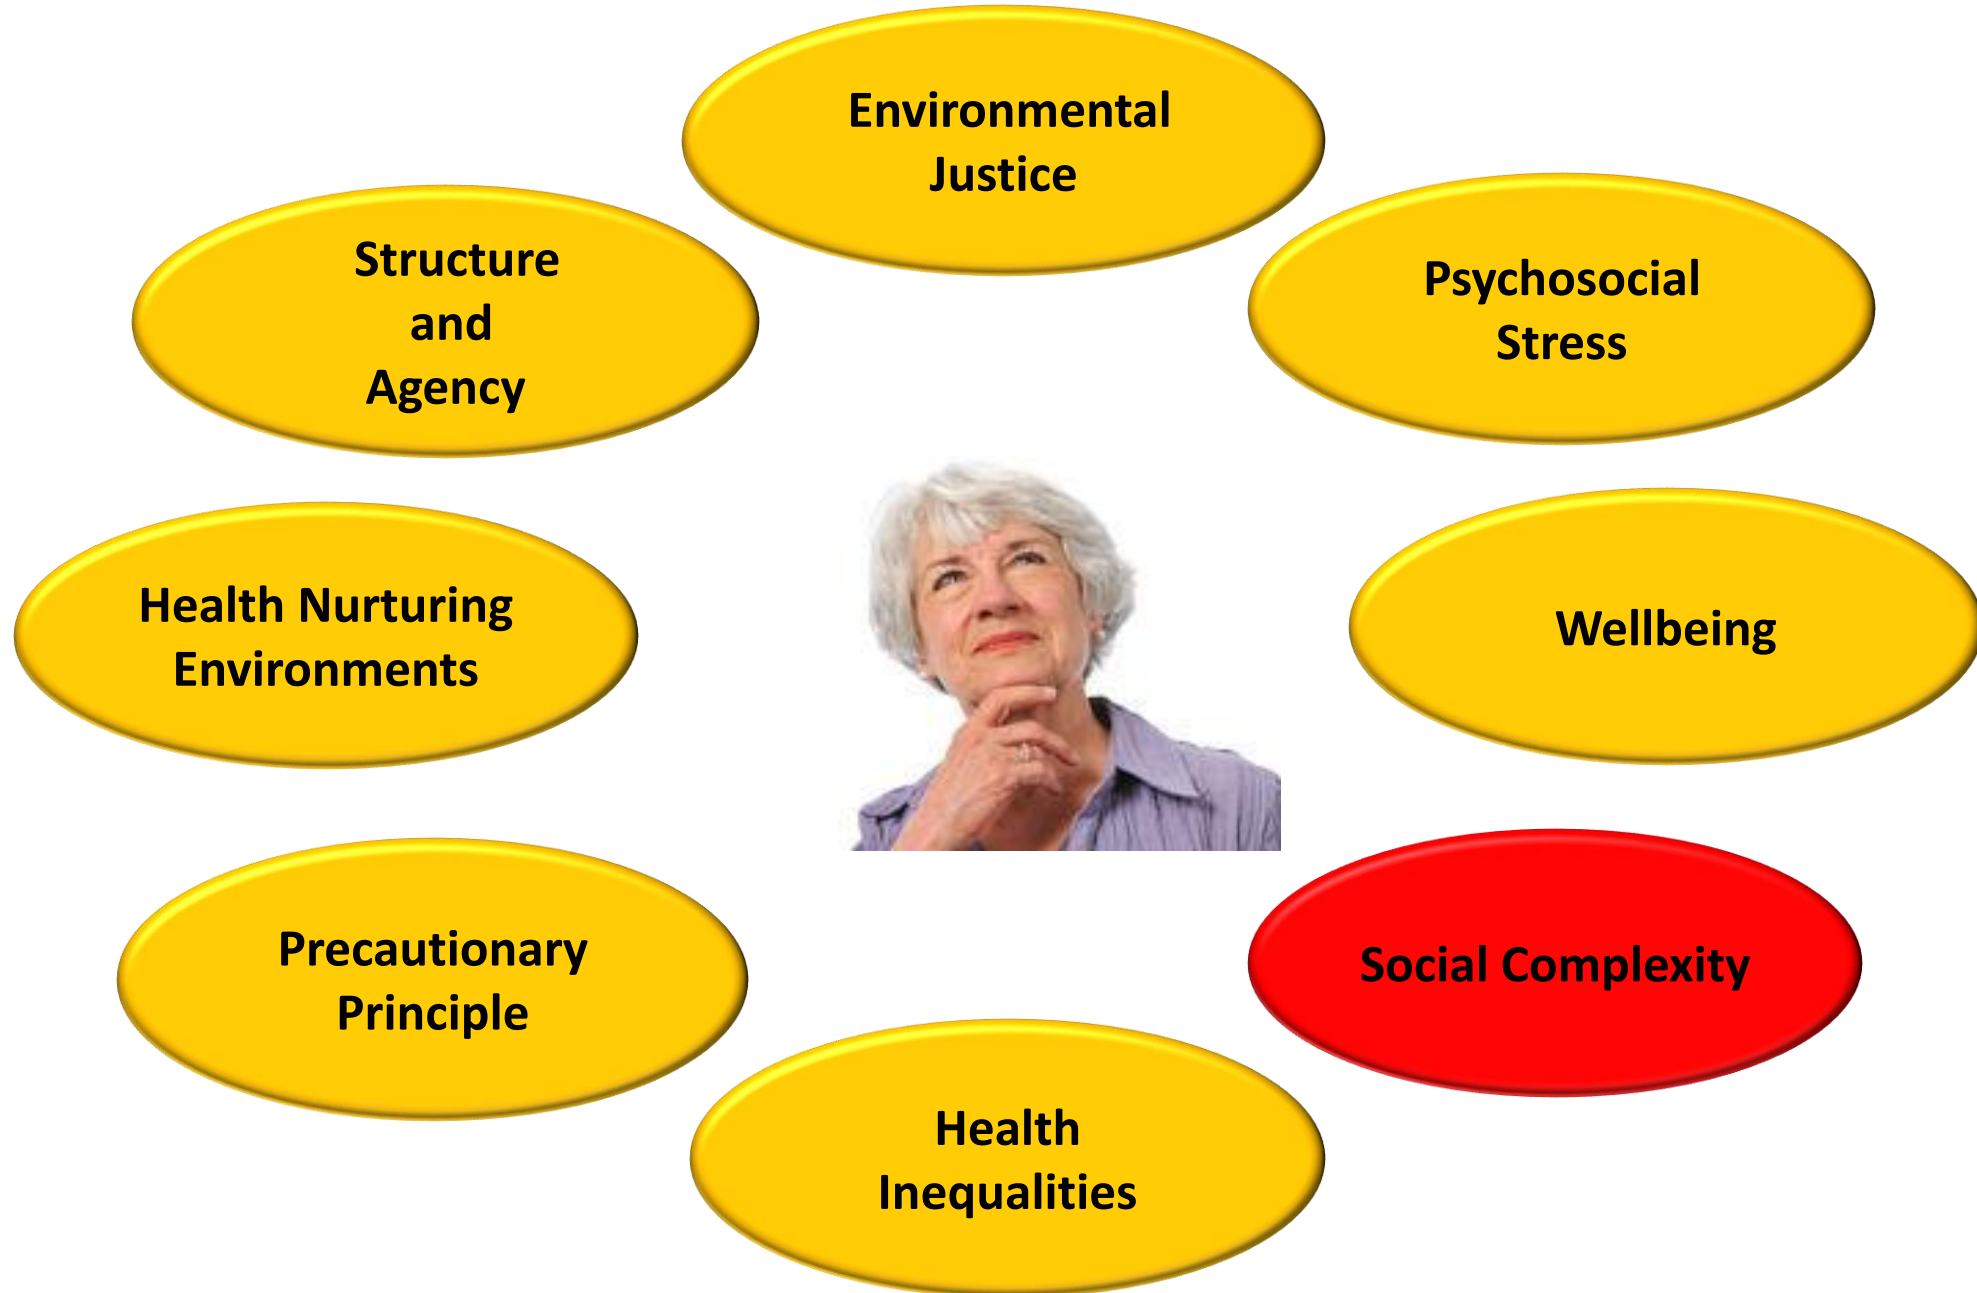 Environmental
Justice
Structure
and
Agency
Psychosocial
Stress
Health Nurturing
Environments
Wellbeing
Precautionary
Principle
Social Complexity
Health
Inequalities